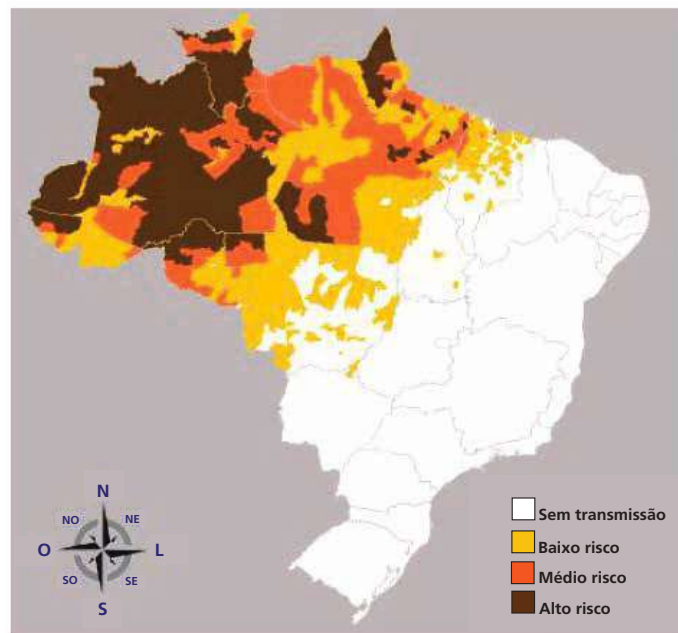 N
NO
NE
O
L
SO
SE
S
Sem transmissão
Baixo risco
Médio risco
Alto risco